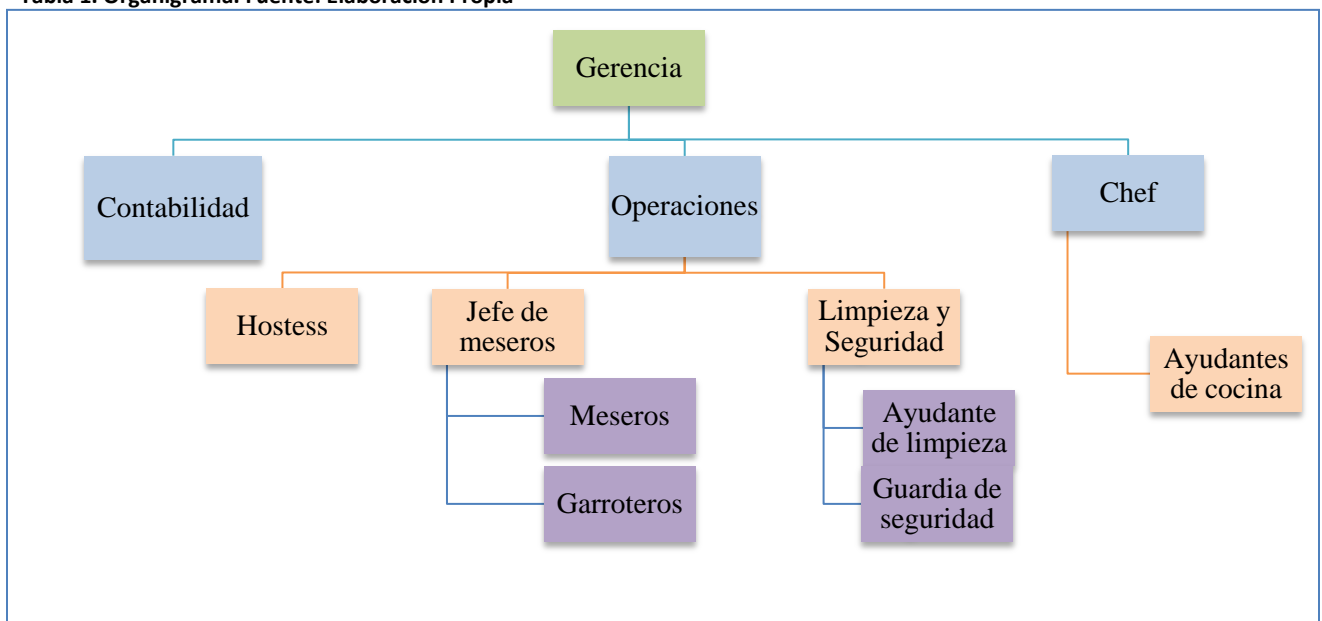 Tabla 1. Organigrama. Fuente: Elaboración Propia
Gerencia
Contabilidad
Operaciones
Chef
Hostess
Jefe de
meseros
Limpieza y
Seguridad
Ayudantes
de cocina
Meseros
Ayudante
de limpieza
Garroteros
Guardia de
seguridad